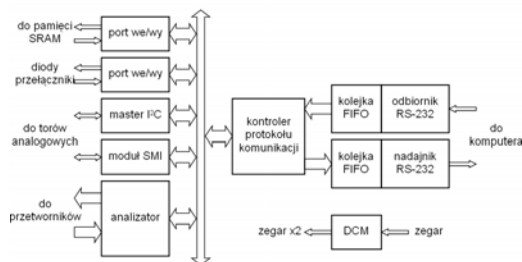 do pamięci
SRAM
port we/wy
diody
przełączniki
port we/wy
master I²C
do torów
analogowych
moduł SMI
do
przetworników
analizator
kontroler
protokołu
komunikacji
kolejka
FIFO
odbiornik
RS-232
kolejka
FIFO
nadajnik
RS-232
do
komputera
zegar x2
DCM
zegar